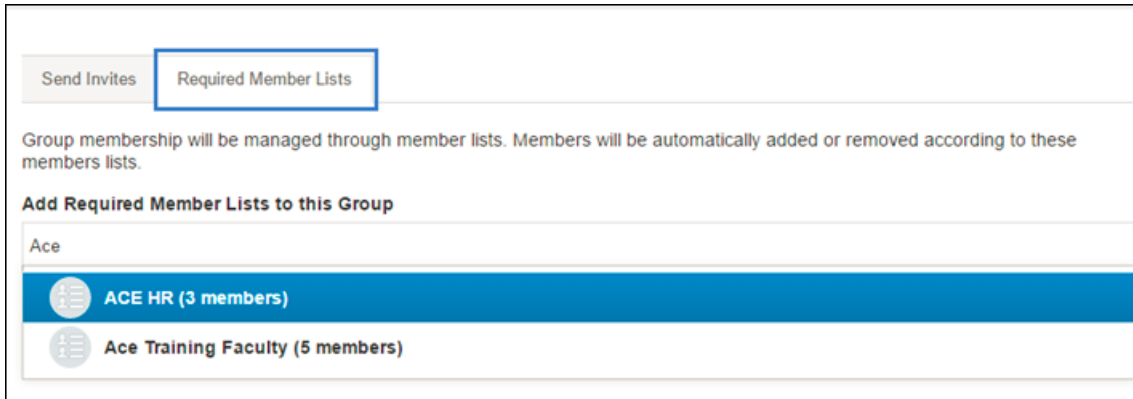 Send Invites
Required Member Lists
Group membership will be managed through member lists. Members will be automatically added or removed according to these
members lists.
Add Required Member Lists to this Group
Ace
ACE HR (3 members)
Ace Training Faculty (5 members)